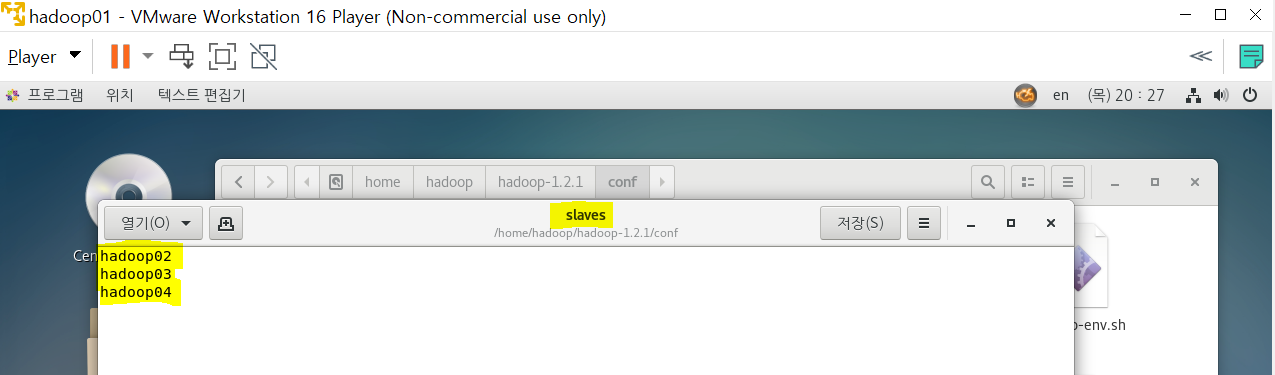 hadoop01 - VMware Workstation 16 Player (Non-commercial use only)
Player
프로그램 위치 텍스트 편집기 en (목) 20 : 27
home hadoop hadoop-1.2.1 conf
열기(O) slaves 저장(S)
/home/hadoop/hadoop-1.2.1/conf
Cen
hadoop02
hadoop03
hadoop04
-env.sh